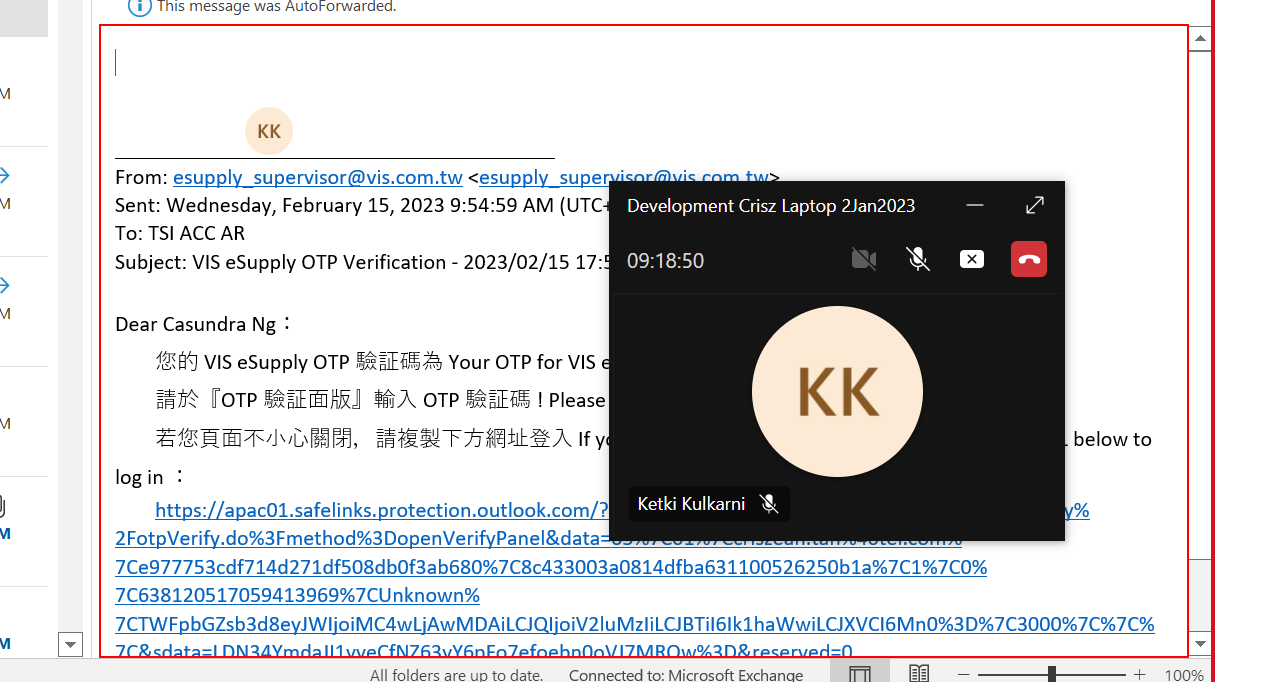 This message was AutoForwarded.
KK
From: esupply_supervisor@vis.com.tw <esupply_supervisor@vis.com.tw>
Sent: Wednesday, February 15, 2023 9:54:59 AM (UTC+
To: TSI ACC AR
Subject: VIS eSupply OTP Verification - 2023/02/15 17:5
Dear Casundra Ng：
您的 VIS eSupply OTP 驗証碼為 Your OTP for VIS e
請於『OTP 驗証面版』輸入 OTP 驗証碼 ! Please
若您頁面不小心關閉，請複製下方網址登入 If yo below to
log in ：
https://apac01.safelinks.protection.outlook.com/? y%
2FotpVerify.do%3Fmethod%3DopenVerifyPanel&data=
7Ce977753cdf714d271df508db0f3ab680%7C8c433003a0814dfba631100526250b1a%7C1%7C0%
7C638120517059413969%7CUnknown%
7CTWFpbGZsb3d8eyJWIjoiMC4wLjAwMDAiLCJQIjoiV2luMzIiLCJBTiI6Ik1haWwiLCJXVCI6Mn0%3D%7C3000%7C%7C%
Development Crisz Laptop 2Jan2023
09:18:50
KK
Ketki Kulkarni
M
M
M
M
M
M
All folders are up to date. Connected to: Microsoft Exchange 100%